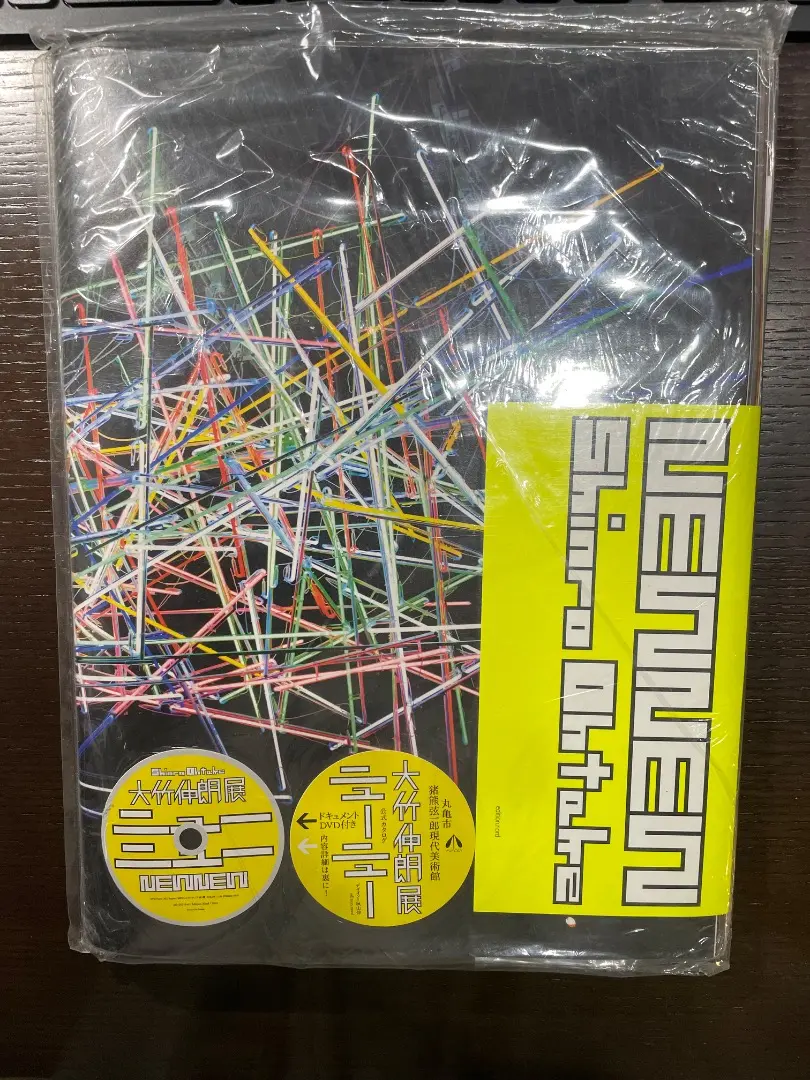 NEWNEW
Shinro Ohtake
edition.nord
Shinro Ohtake
大竹伸朗展
ニューニュー
NEWNEW
丸亀市
猪熊弦一郎現代美術館
大竹伸朗展
ニューニュー
公式カタログ
ドキュメント
DVD付き
内容詳細は裏に!